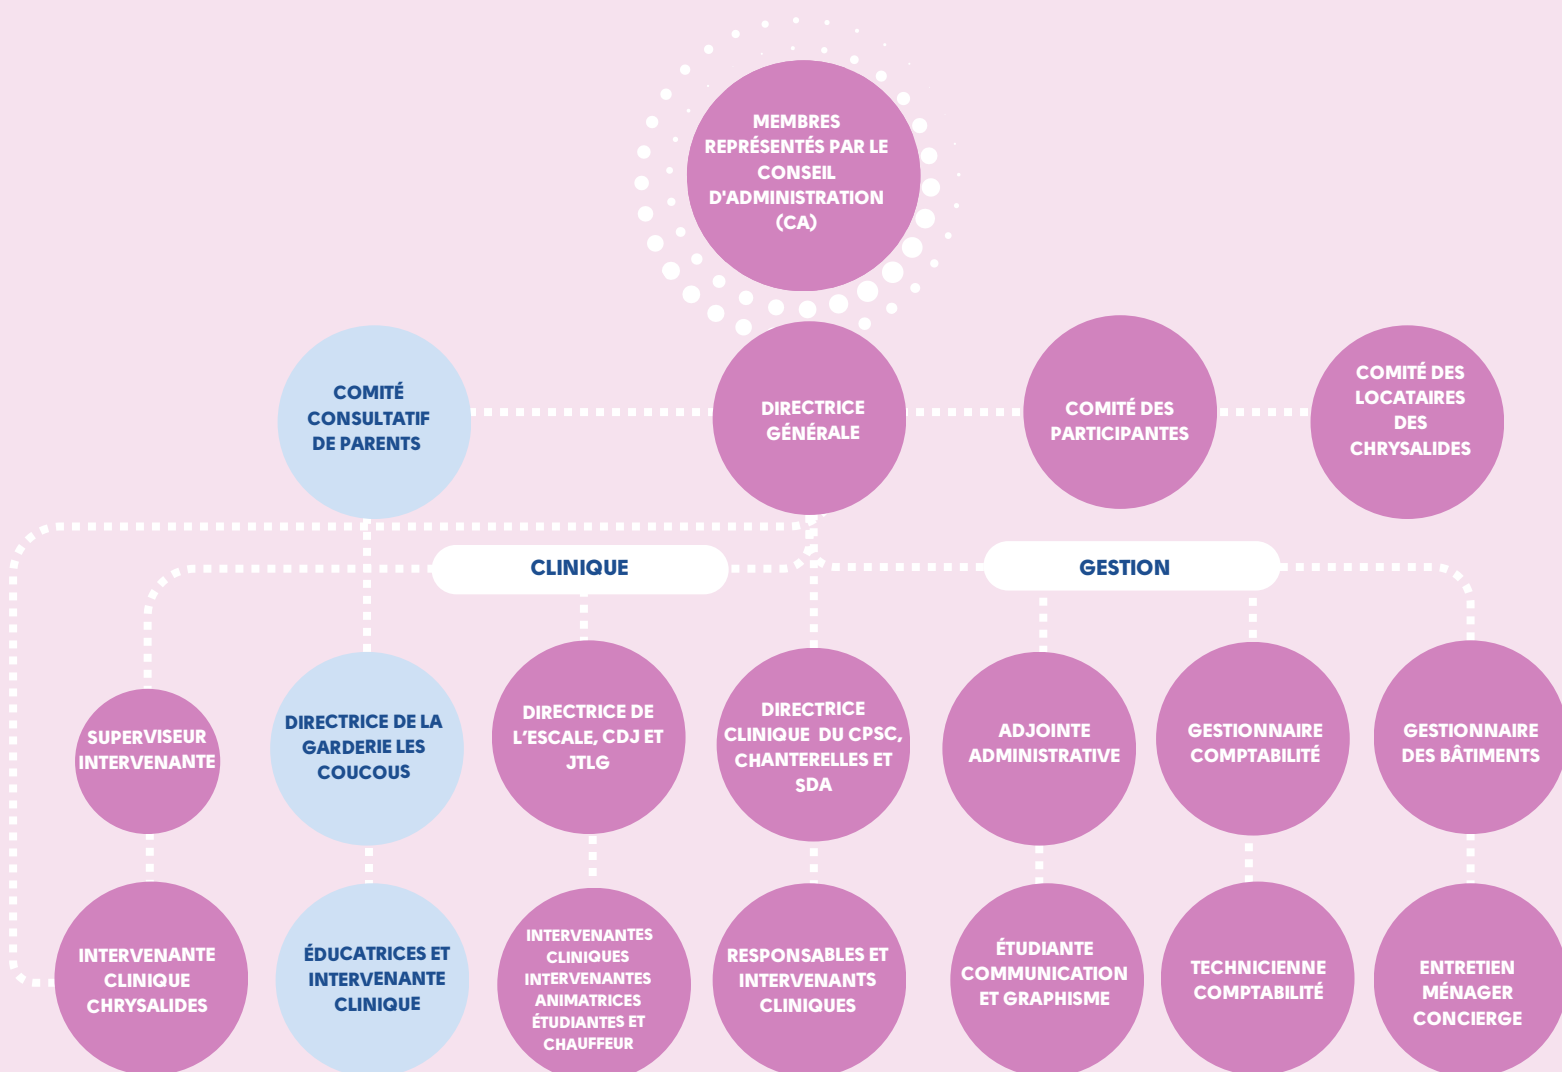 MEMBRES
REPRÉSENTÉS PAR LE
CONSEIL
D'ADMINISTRATION
(CA)
COMITÉ
CONSULTATIF
DE PARENTS
DIRECTRICE
GÉNÉRALE
COMITÉ DES
PARTICIPANTES
COMITÉ DES
LOCATAIRES
DES
CHRYSALIDES
CLINIQUE
GESTION
SUPERVISEUR
INTERVENANTE
DIRECTRICE DE LA
GARDERIE LES
COUCOUS
DIRECTRICE DE
L'ESCALE, CDJ ET
JTLG
DIRECTRICE
CLINIQUE DU CPSC,
CHANTERELLES ET
SDA
ADJOINTE
ADMINISTRATIVE
GESTIONNAIRE
COMPTABILITÉ
GESTIONNAIRE
DES BÂTIMENTS
INTERVENANTE
CLINIQUE
CHRYSALIDES
ÉDUCATRICES ET
INTERVENANTE
CLINIQUE
INTERVENANTES
CLINIQUES
INTERVENANTES
ANIMATRICES
ÉTUDIANTES ET
CHAUFFEUR
RESPONSABLES ET
INTERVENANTS
CLINIQUES
ÉTUDIANTE
COMMUNICATION
ET GRAPHISME
TECHNICIENNE
COMPTABILITÉ
ENTRETIEN
MÉNAGER
CONCIERGE